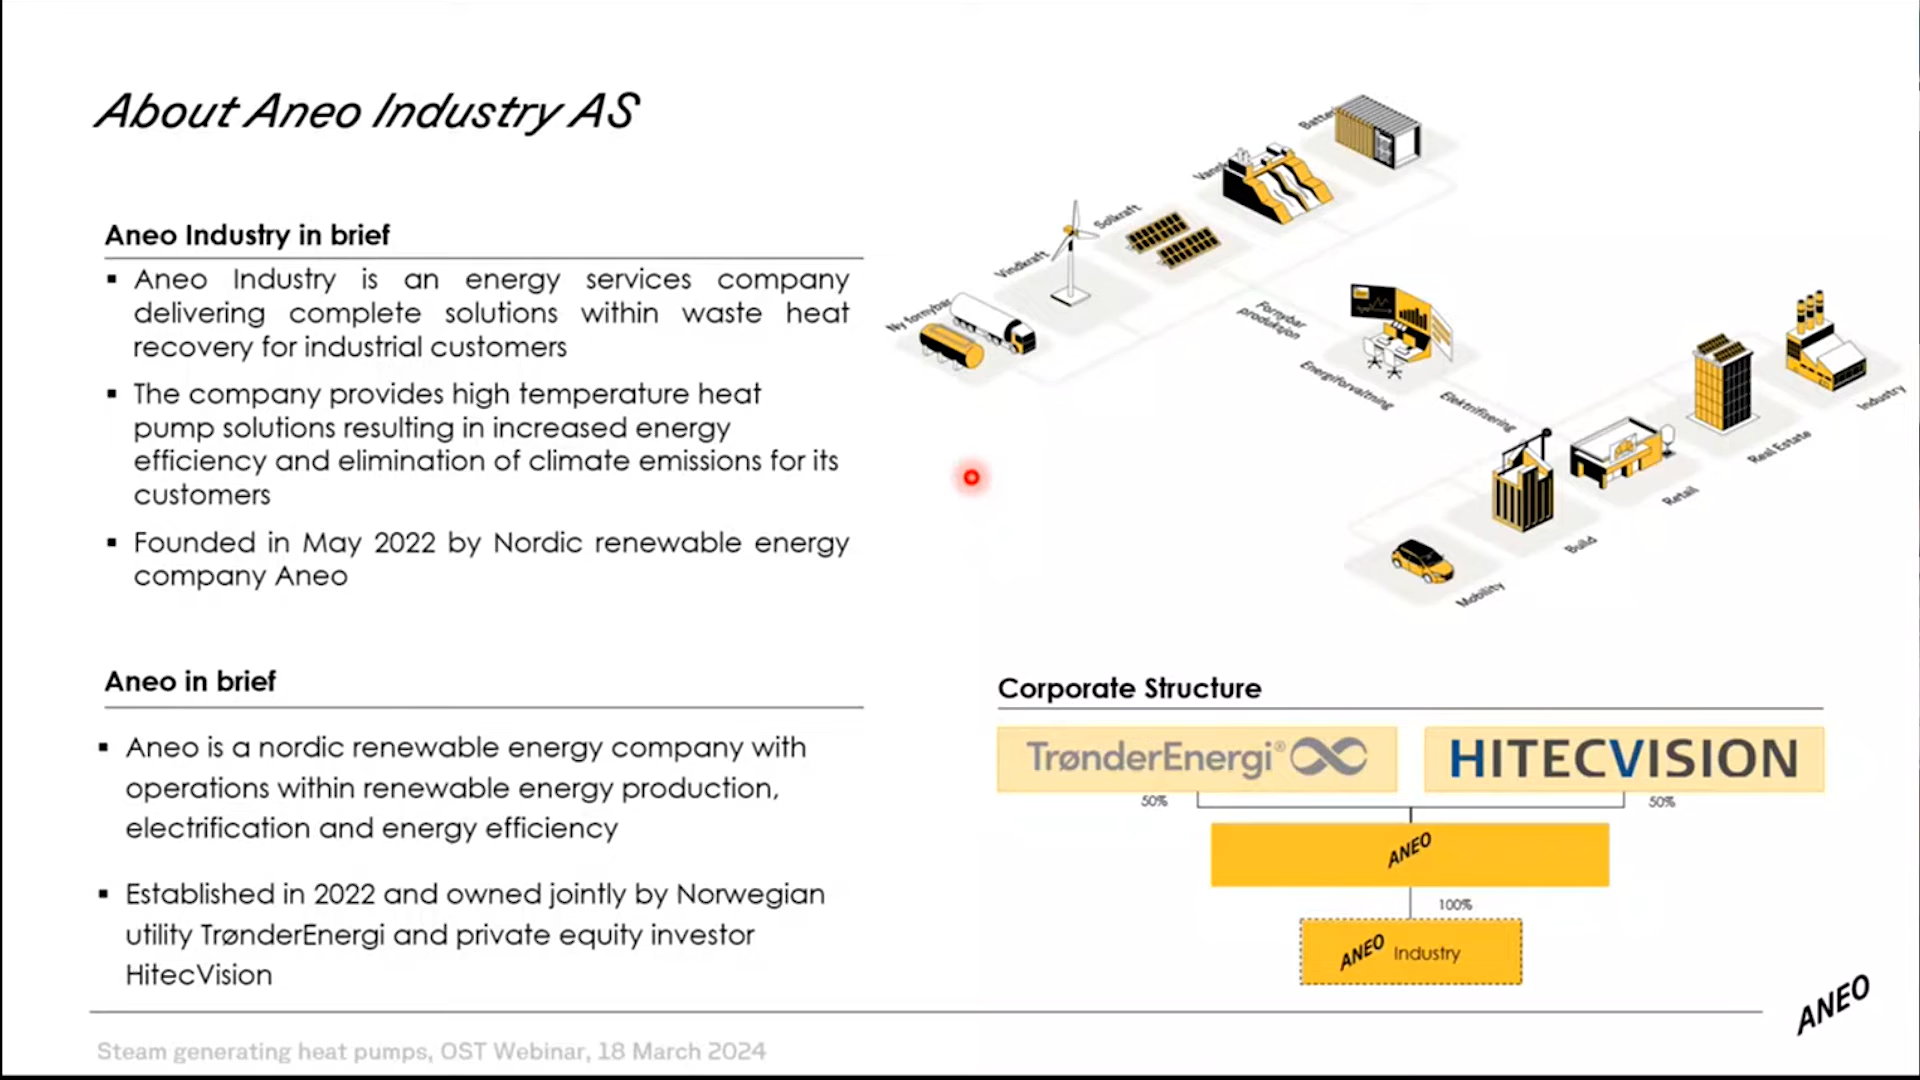 About Aneo Industry AS
Aneo Industry in brief
▪ Aneo Industry is an energy services company
delivering complete solutions within waste heat
recovery for industrial customers
▪ The company provides high temperature heat
pump solutions resulting in increased energy
efficiency and elimination of climate emissions for its
customers
▪ Founded in May 2022 by Nordic renewable energy
company Aneo
Aneo in brief
▪ Aneo is a nordic renewable energy company with
operations within renewable energy production,
electrification and energy efficiency
▪ Established in 2022 and owned jointly by Norwegian
utility TrønderEnergi and private equity investor
HitecVision
Ny fornybar
Vindkraft
Solkraft
Fornybar
produksjon
Energiforvaltning
Elektrifisering
Mobility
Build
Retail
Real Estate
Industry
Corporate Structure
TrønderEnergi®
HITECVISION
50%
50%
ANEO
100%
ANEO Industry
ANEO
Steam generating heat pumps, OST Webinar, 18 March 2024